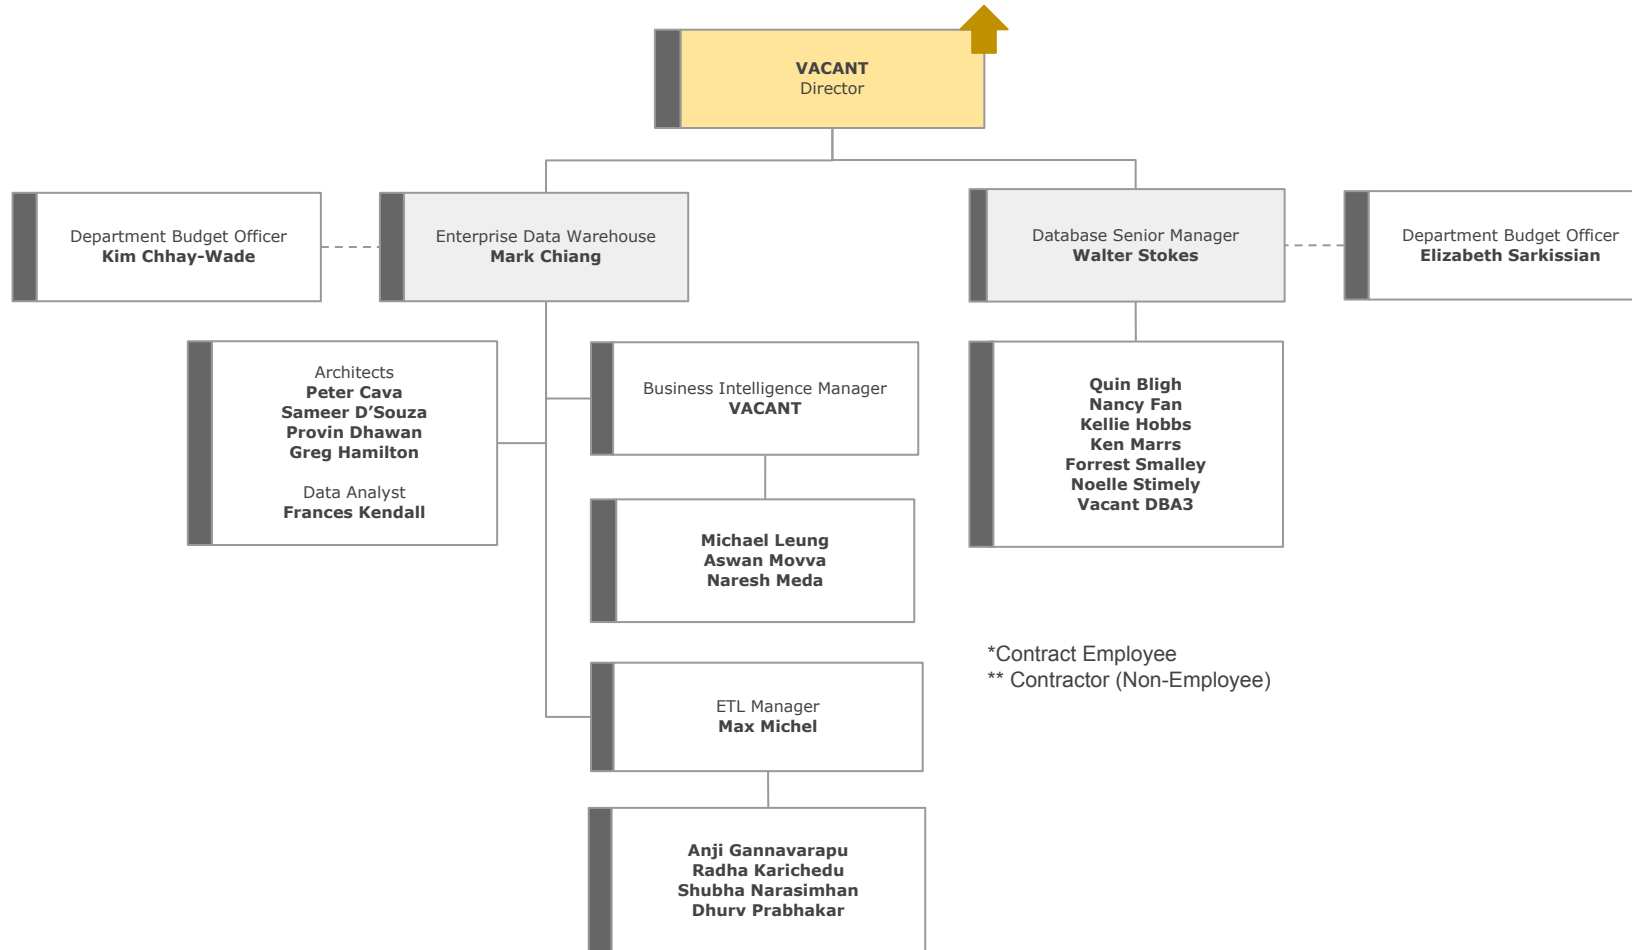 VACANT
Director
Department Budget Officer
Kim Chhay-Wade
Enterprise Data Warehouse
Mark Chiang
Database Senior Manager
Walter Stokes
Department Budget Officer
Elizabeth Sarkissian
Architects
Peter Cava
Sameer D’Souza
Provin Dhawan
Greg Hamilton
Data Analyst
Frances Kendall
Business Intelligence Manager
VACANT
Michael Leung
Aswan Movva
Naresh Meda
ETL Manager
Max Michel
Anji Gannavarapu
Radha Karichedu
Shubha Narasimhan
Dhurv Prabhakar
Quin Bligh
Nancy Fan
Kellie Hobbs
Ken Marrs
Forrest Smalley
Noelle Stimely
Vacant DBA3
*Contract Employee
** Contractor (Non-Employee)